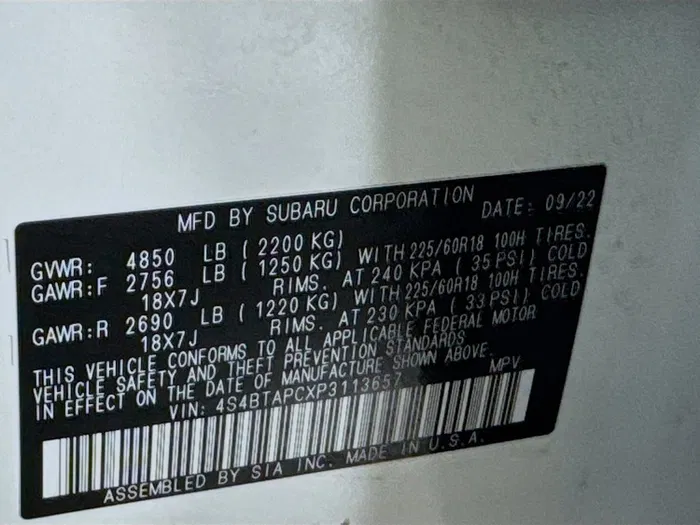 MFD BY SUBARU CORPORATION DATE: 09/22
GVWR: 4850 LB ( 2200 KG)
GAWR:F 2756 LB ( 1250 KG) WITH 225/60R18 100H TIRES.
18X7J RIMS. AT 240 KPA ( 35 PSI) COLD
GAWR:R 2690 LB ( 1220 KG) WITH 225/60R18 100H TIRES.
18X7J RIMS. AT 230 KPA ( 33 PSI) COLD
THIS VEHICLE CONFORMS TO ALL APPLICABLE FEDERAL MOTOR
VEHICLE SAFETY AND THEFT PREVENTION STANDARDS
IN EFFECT ON THE DATE OF MANUFACTURE SHOWN ABOVE.
VIN: 4S4BTAPCXP3113657 MPV
ASSEMBLED BY SIA INC. MADE IN U.S.A.